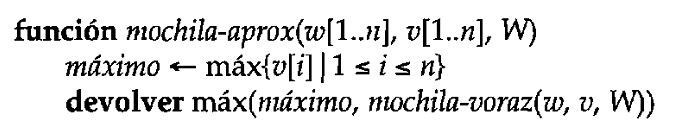 función mochila-aprox(w[1..n], v[1..n], W)
máximo ← máx{v[i] | 1 ≤ i ≤ n}
devolver máx(máximo, mochila-voraz(w, v, W))